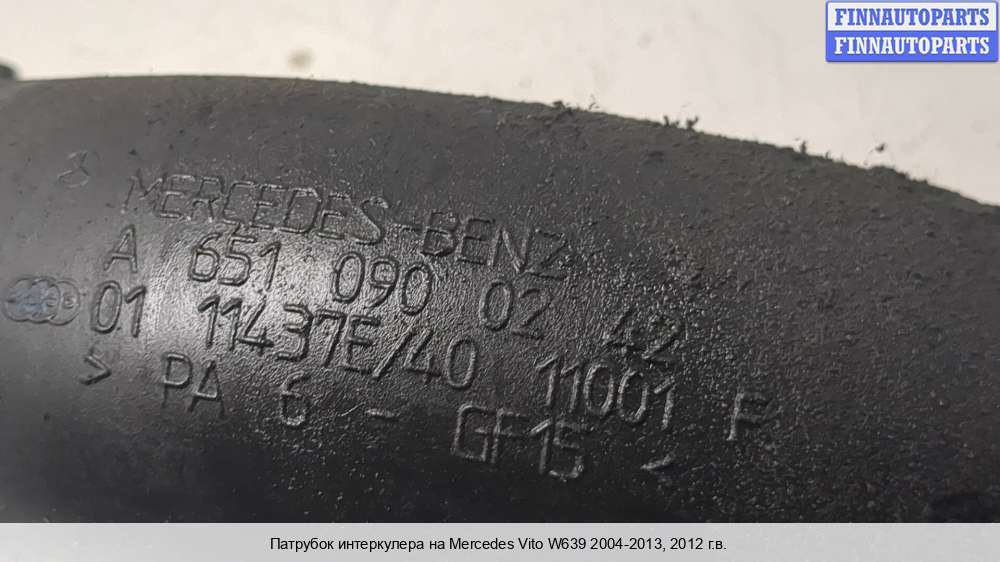 FINNAUTOPARTS
FINNAUTOPARTS
MERCEDES-BENZ
A 651 090 02 42
01 11437E/40 11001 F
> PA 6 - GF15 <
Патрубок интеркулера на Mercedes Vito W639 2004-2013, 2012 г.в.